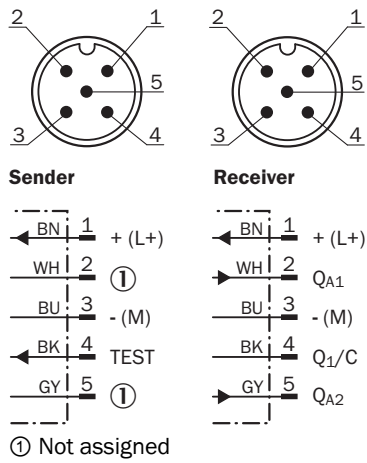 2 1 2 1
5 5
3 4 3 4
Sender Receiver
BN 1 + (L+) BN 1 + (L+)
WH 2 ① WH 2 QA1
BU 3 - (M) BU 3 - (M)
BK 4 TEST BK 4 Q1/C
GY 5 ① GY 5 QA2
① Not assigned